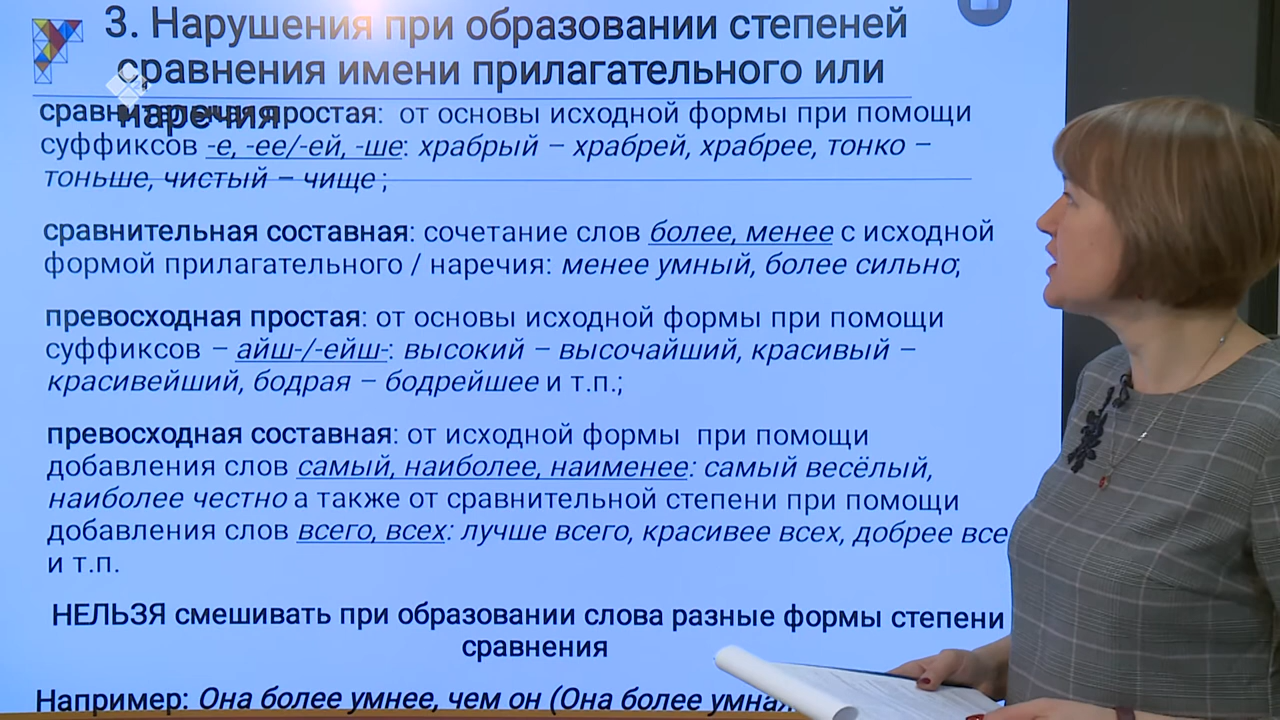 3. Нарушения при образовании степеней
сравнения имени прилагательного или
наречия
сравнительная простая: от основы исходной формы при помощи
суффиксов -е, -ее/-ей, -ше: храбрый – храбрей, храбрее, тонко –
тоньше, чистый – чище ;
сравнительная составная: сочетание слов более, менее с исходной
формой прилагательного / наречия: менее умный, более сильно;
превосходная простая: от основы исходной формы при помощи
суффиксов – айш-/-ейш-: высокий – высочайший, красивый –
красивейший, бодрая – бодрейшее и т.п.;
превосходная составная: от исходной формы при помощи
добавления слов самый, наиболее, наименее: самый весёлый,
наиболее честно а также от сравнительной степени при помощи
добавления слов всего, всех: лучше всего, красивее всех, добрее все
и т.п.
НЕЛЬЗЯ смешивать при образовании слова разные формы степени
сравнения
Например: Она более умнее, чем он (Она более умная